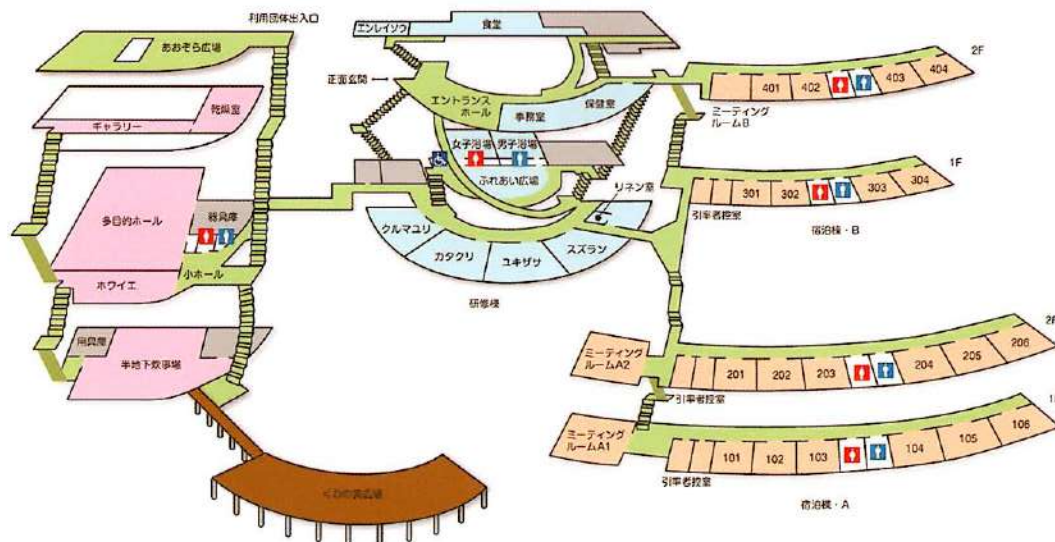 利用団体出入口
あおぞら広場
乾燥室
ギャラリー
多目的ホール
器具庫
小ホール
ホワイエ
用具庫
半地下炊事場
エンレイソウ
食堂
正面玄関→
エントランス
ホール
事務室
保健室
女子浴場
男子浴場
ふれあい広場
リネン室
クルマユリ
カタクリ
ユキザサ
スズラン
研修棟
2F
401
402
403
404
ミーティング
ルームB
1F
301
302
303
304
引率者控室
宿泊棟・B
2F
ミーティング
ルームA2
201
202
203
204
205
206
引率者控室
ミーティング
ルームA1
101
102
103
104
105
106
引率者控室
宿泊棟・A